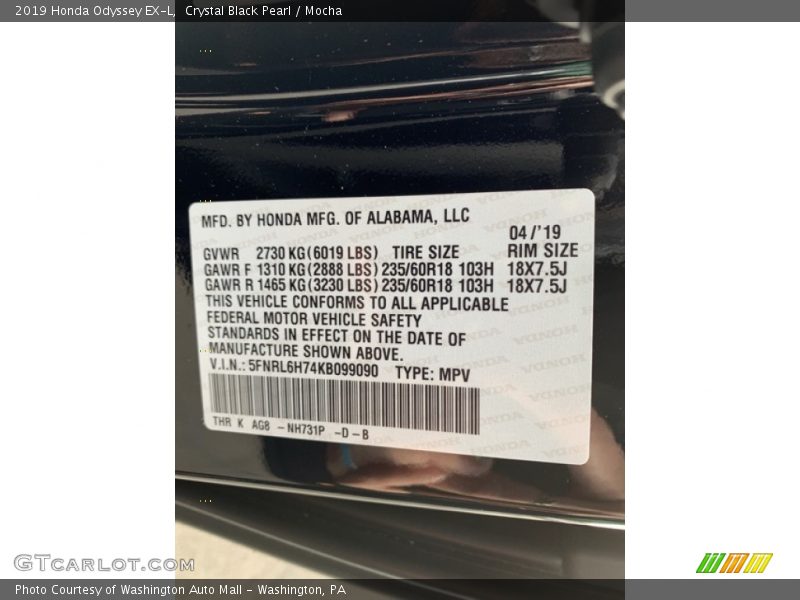 2019 Honda Odyssey EX-L, Crystal Black Pearl / Mocha
MFD. BY HONDA MFG. OF ALABAMA, LLC
04/'19
GVWR 2730 KG (6019 LBS) TIRE SIZE RIM SIZE
GAWR F 1310 KG (2888 LBS) 235/60R18 103H 18X7.5J
GAWR R 1465 KG (3230 LBS) 235/60R18 103H 18X7.5J
THIS VEHICLE CONFORMS TO ALL APPLICABLE
FEDERAL MOTOR VEHICLE SAFETY
STANDARDS IN EFFECT ON THE DATE OF
MANUFACTURE SHOWN ABOVE.
V.I.N.: 5FNRL6H74KB099090 TYPE: MPV
THR K AG8 -NH731P -D-B
GTCARLOT.COM
Photo Courtesy of Washington Auto Mall - Washington, PA